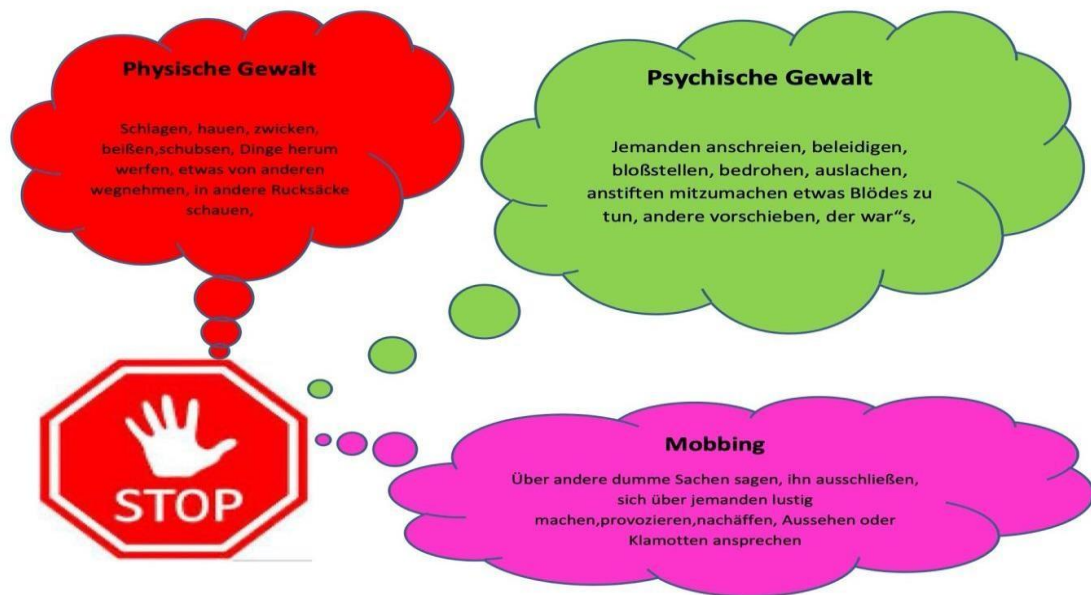 Physische Gewalt
Schlagen, hauen, zwicken,
beißen,schubsen, Dinge herum
werfen, etwas von anderen
wegnehmen, in andere Rucksäcke
schauen,
Psychische Gewalt
Jemanden anschreien, beleidigen,
bloßstellen, bedrohen, auslachen,
anstiften mitzumachen etwas Blödes zu
tun, andere vorschieben, der war“s,
STOP
Mobbing
Über andere dumme Sachen sagen, ihn ausschließen,
sich über jemanden lustig
machen,provozieren,nachäffen, Aussehen oder
Klamotten ansprechen